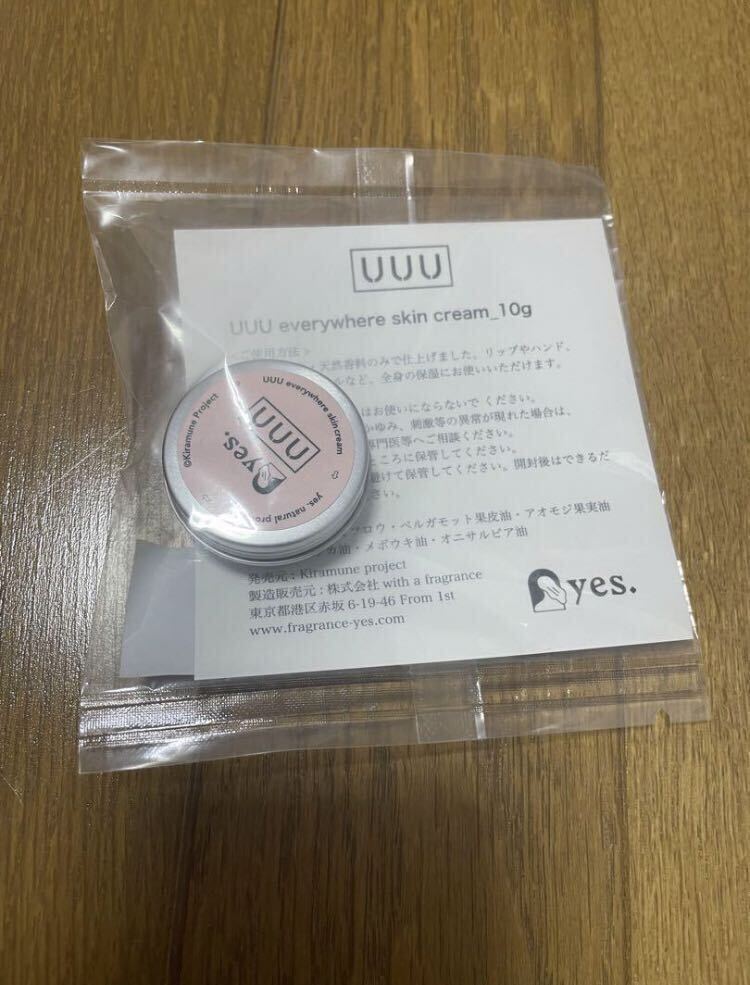 UUU
UUU everywhere skin cream_10g
ご使用方法>
天然香料のみで仕上げました。リップやハンド、
ルなど、全身の保湿にお使いいただけます。
はお使いにならないで ください。
かゆみ、刺激等の異常が現れた場合は、
専門医等へご相談ください。
ところに保管してください。
避けて保管してください。開封後はできるだ
さい。
ロウ・ベルガモット果皮油・アオモジ果実油
カ油・メボウキ油・オニサルビア油
発売元：Kiramune project
製造販売元：株式会社 with a fragrance
東京都港区赤坂 6-19-46 From 1st
www.fragrance-yes.com
yes.
UUU everywhere skin cream
©Kiramune Project
UUU
yes.
UUU
yes. natural pro